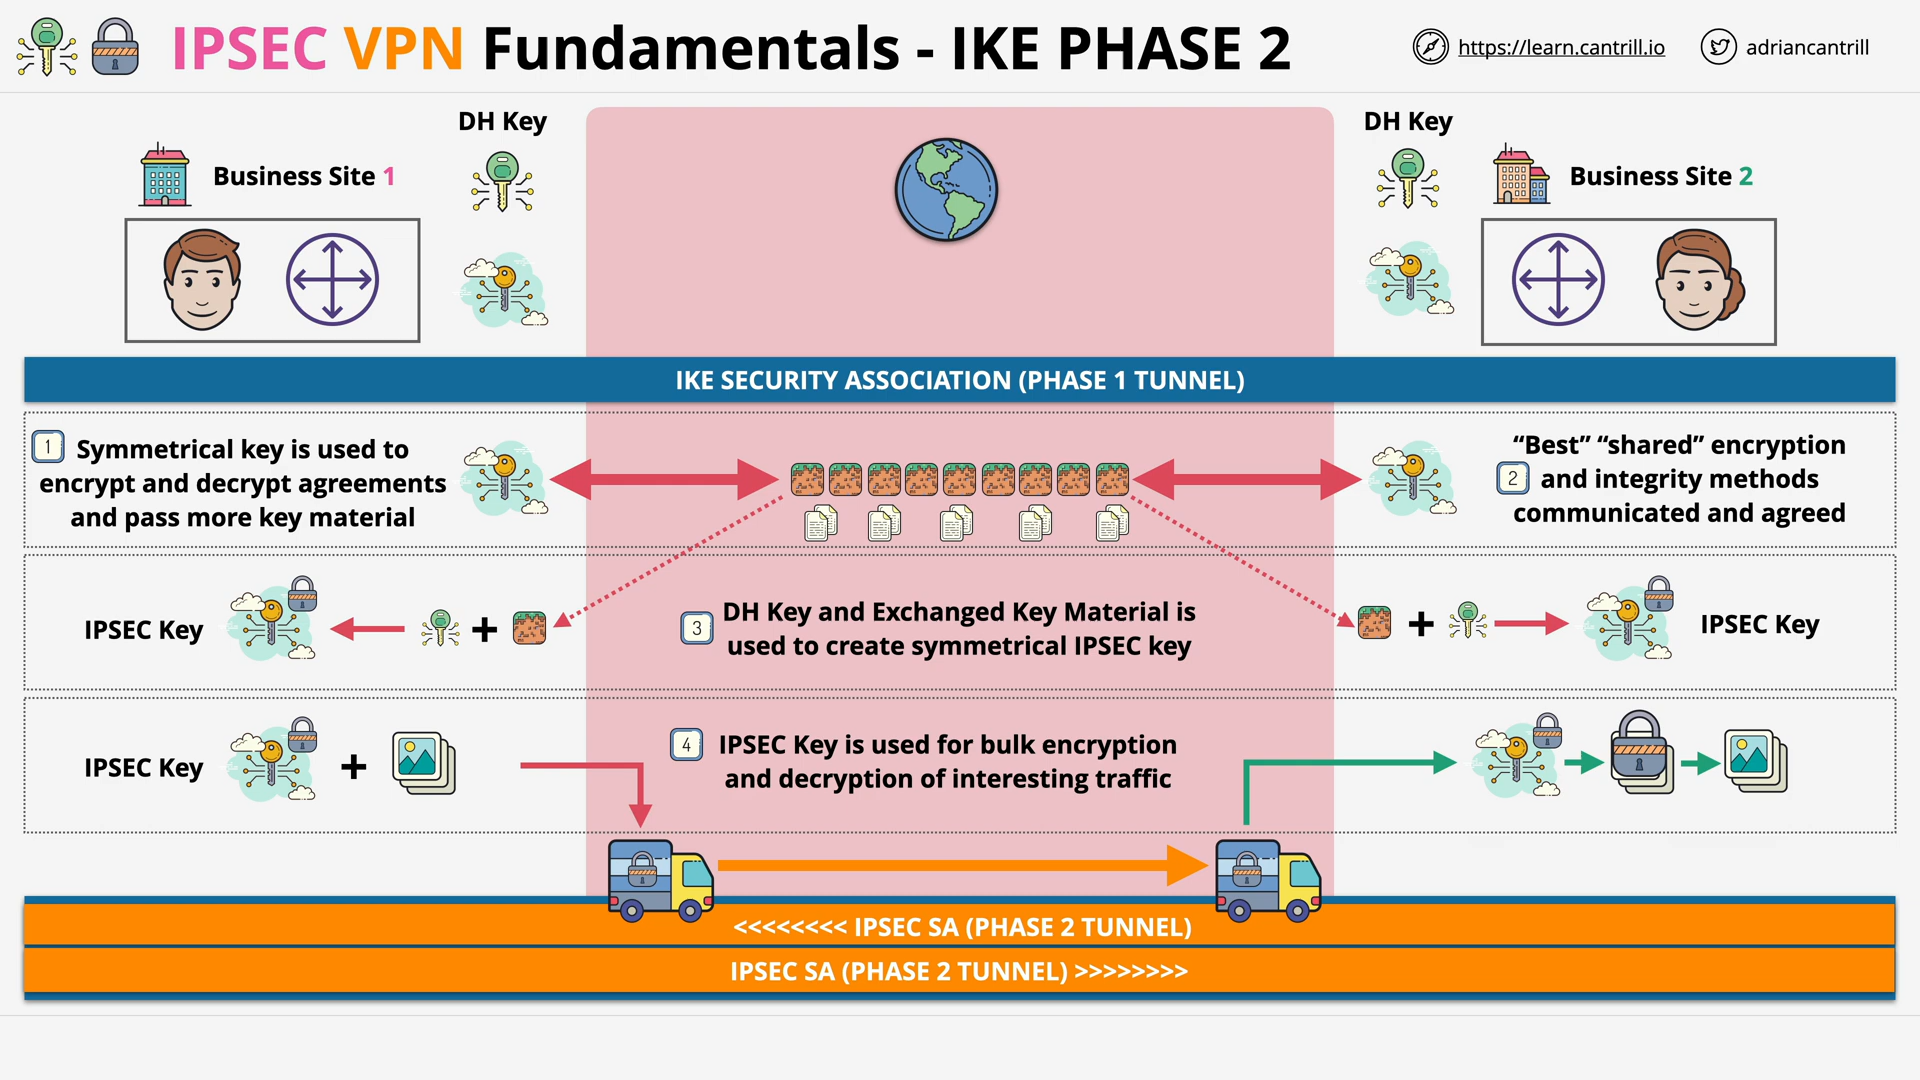 IPSEC VPN Fundamentals - IKE PHASE 2
https://learn.cantrill.io
adriancantrill
DH Key
DH Key
Business Site 1
Business Site 2
IKE SECURITY ASSOCIATION (PHASE 1 TUNNEL)
1
Symmetrical key is used to
encrypt and decrypt agreements
and pass more key material
2
“Best” “shared” encryption
and integrity methods
communicated and agreed
IPSEC Key
+
3
DH Key and Exchanged Key Material is
used to create symmetrical IPSEC key
+
IPSEC Key
IPSEC Key
+
4
IPSEC Key is used for bulk encryption
and decryption of interesting traffic
<<<<<<<< IPSEC SA (PHASE 2 TUNNEL)
IPSEC SA (PHASE 2 TUNNEL) >>>>>>>>